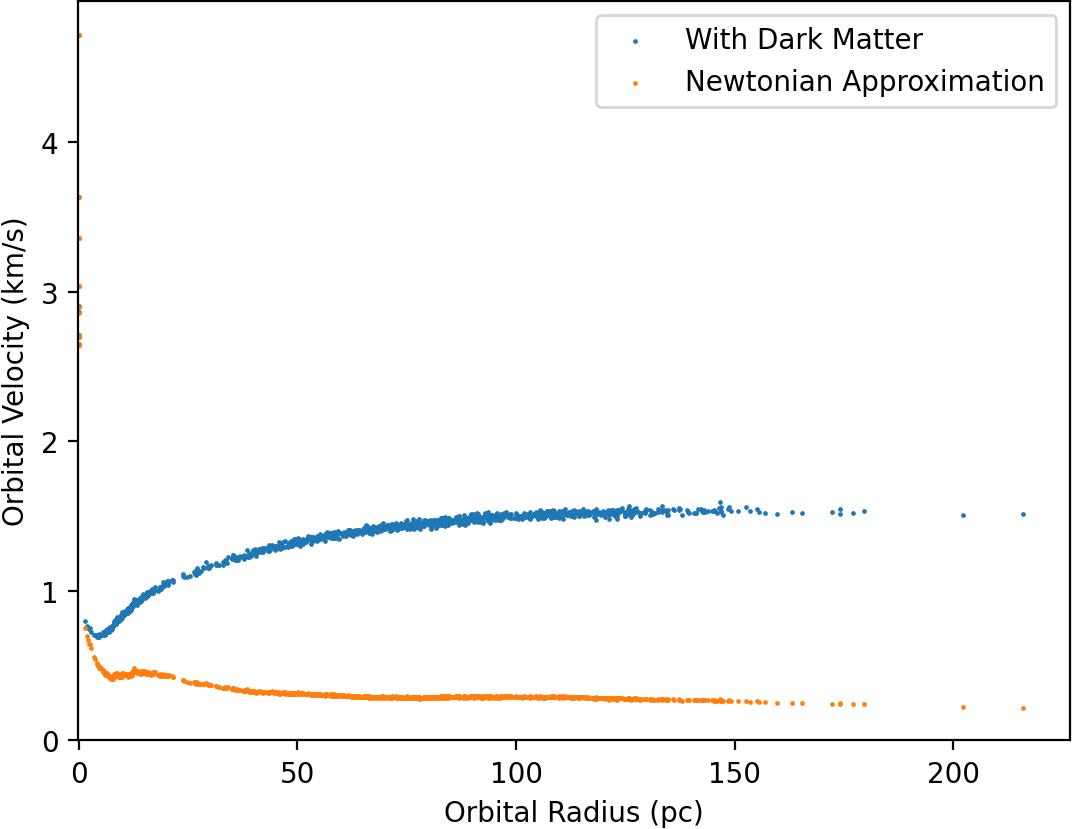 With Dark Matter
Newtonian Approximation
Orbital Velocity (km/s)
4
3
2
1
0
0 50 100 150 200
Orbital Radius (pc)